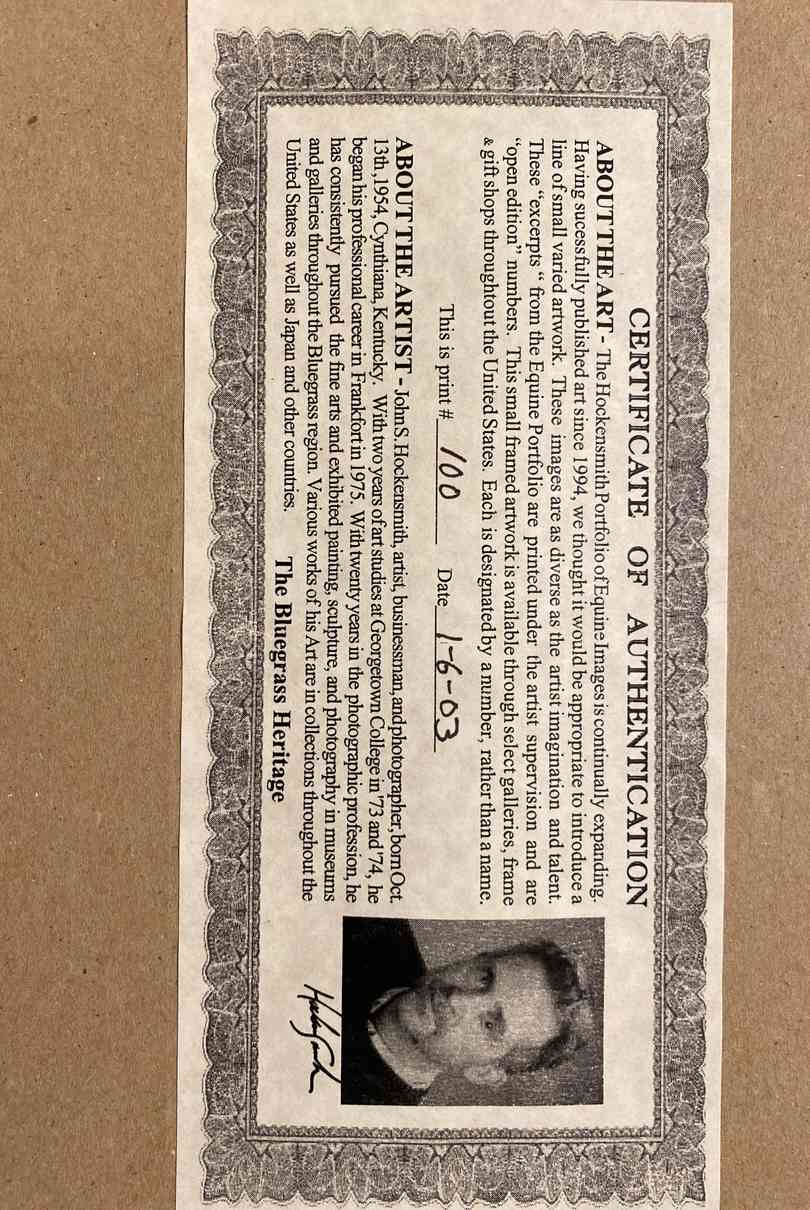 CERTIFICATE OF AUTHENTICATION
ABOUT THE ART - The Hockensmith Portfolio of Equine Images is continually expanding.
Having sucessfully published art since 1994, we thought it would be appropriate to introduce a
line of small varied artwork. These images are as diverse as the artist imagination and talent.
These "excerpts " from the Equine Portfolio are printed under the artist supervision and are
"open edition" numbers. This small framed artwork is available through select galleries, frame
& gift shops throughtout the United States. Each is designated by a number, rather than a name.
This is print # 100 Date 1-6-03
ABOUT THE ARTIST - John S. Hockensmith, artist, businessman, and photographer, born Oct.
13th, 1954, Cynthiana, Kentucky. With two years of art studies at Georgetown College in '73 and '74, he
began his professional career in Frankfort in 1975. With twenty years in the photographic profession, he
has consistently pursued the fine arts and exhibited painting, sculpture, and photography in museums
and galleries throughout the Bluegrass region. Various works of his Art are in collections throughout the
United States as well as Japan and other countries.
The Bluegrass Heritage